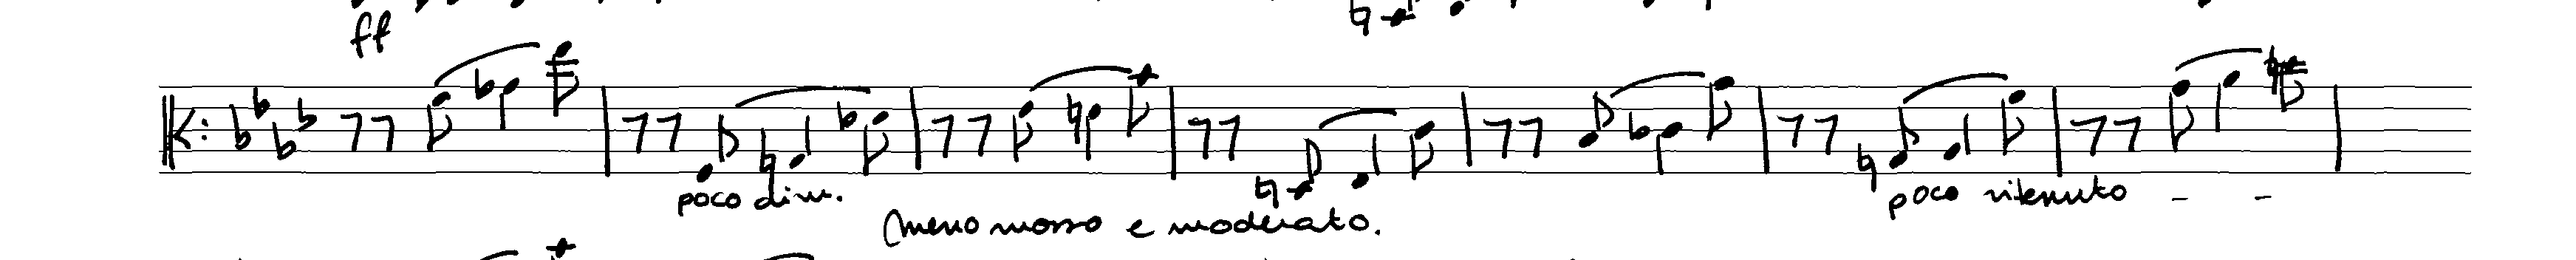 ff
poco dim.
poco ritenuto - -
Meno mosso e moderato.